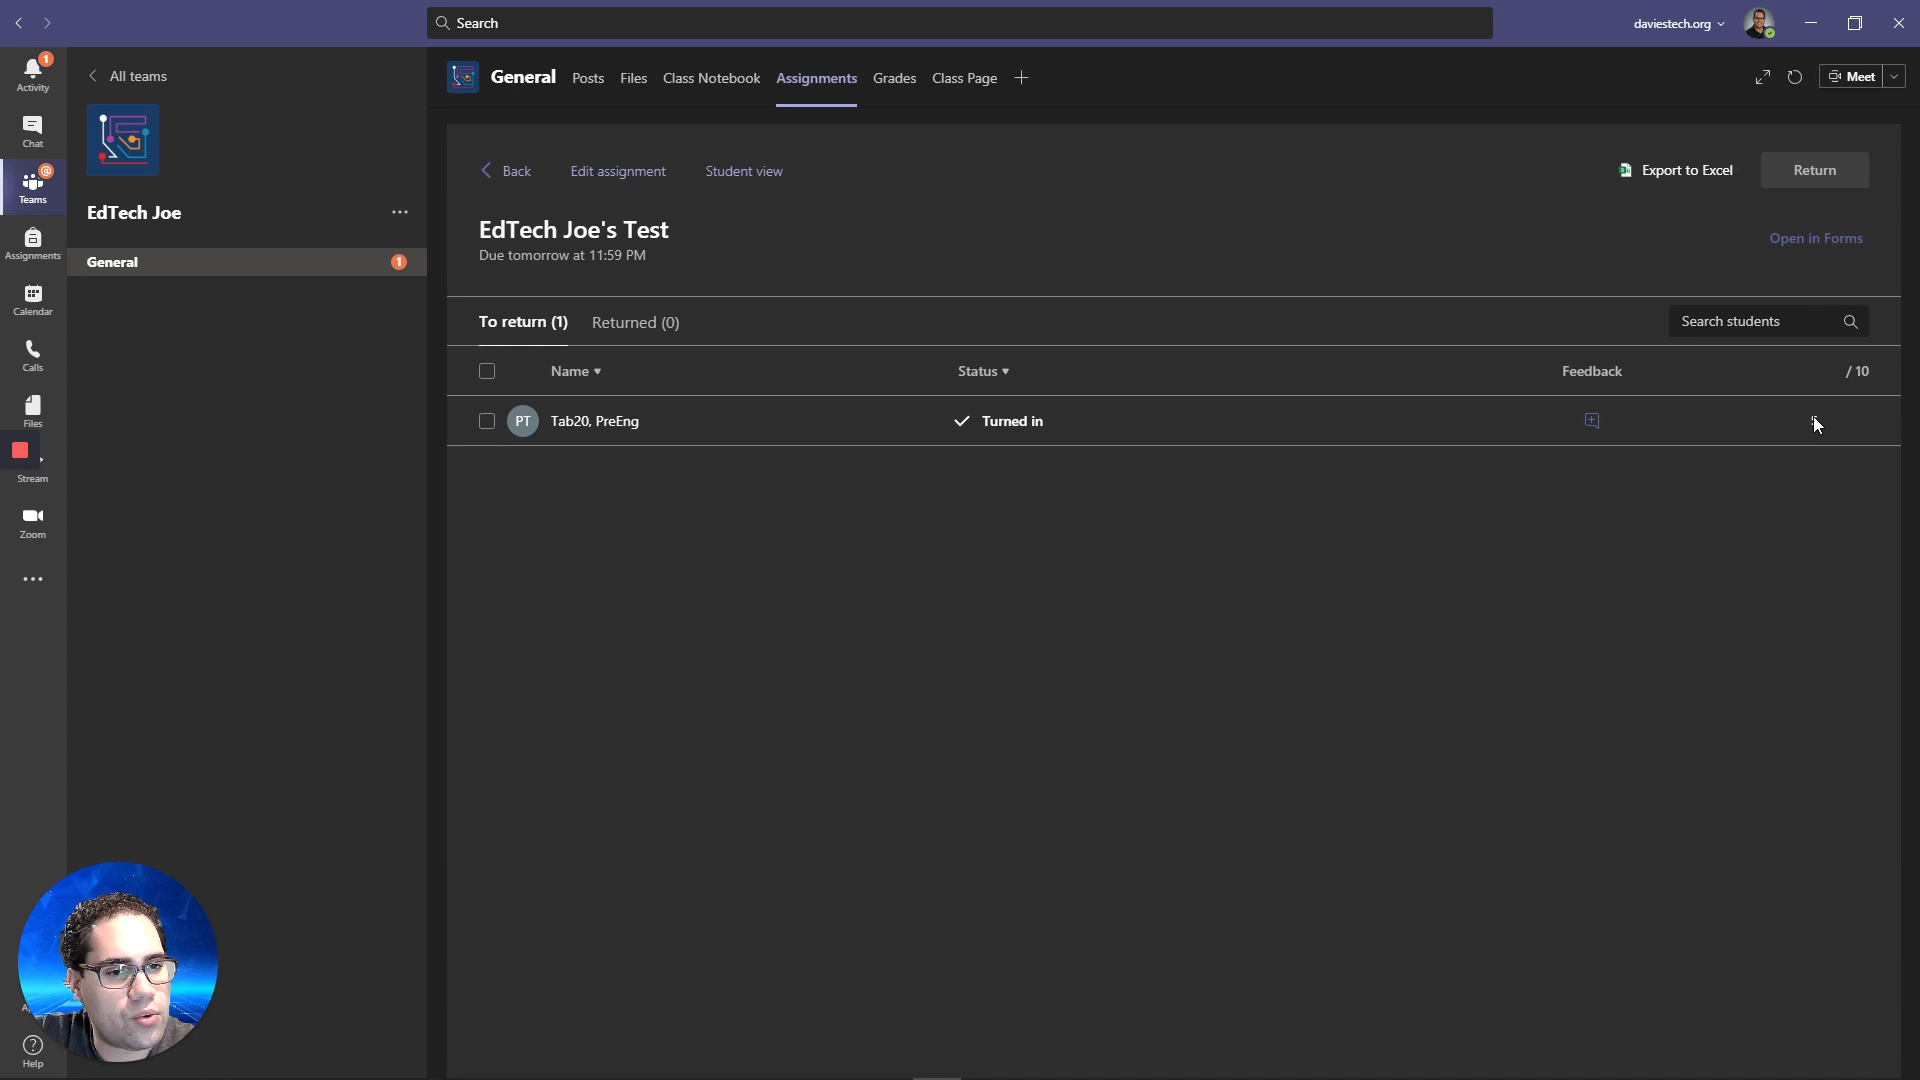 Search
daviestech.org
1
Activity
Chat
@
Teams
Assignments
Calendar
Calls
Files
Stream
Zoom
Help
All teams
EdTech Joe
General
1
General
Posts
Files
Class Notebook
Assignments
Grades
Class Page
Meet
Back
Edit assignment
Student view
Export to Excel
Return
EdTech Joe's Test
Due tomorrow at 11:59 PM
Open in Forms
To return (1)
Returned (0)
Search students
Name
Status
Feedback
/ 10
PT
Tab20, PreEng
Turned in